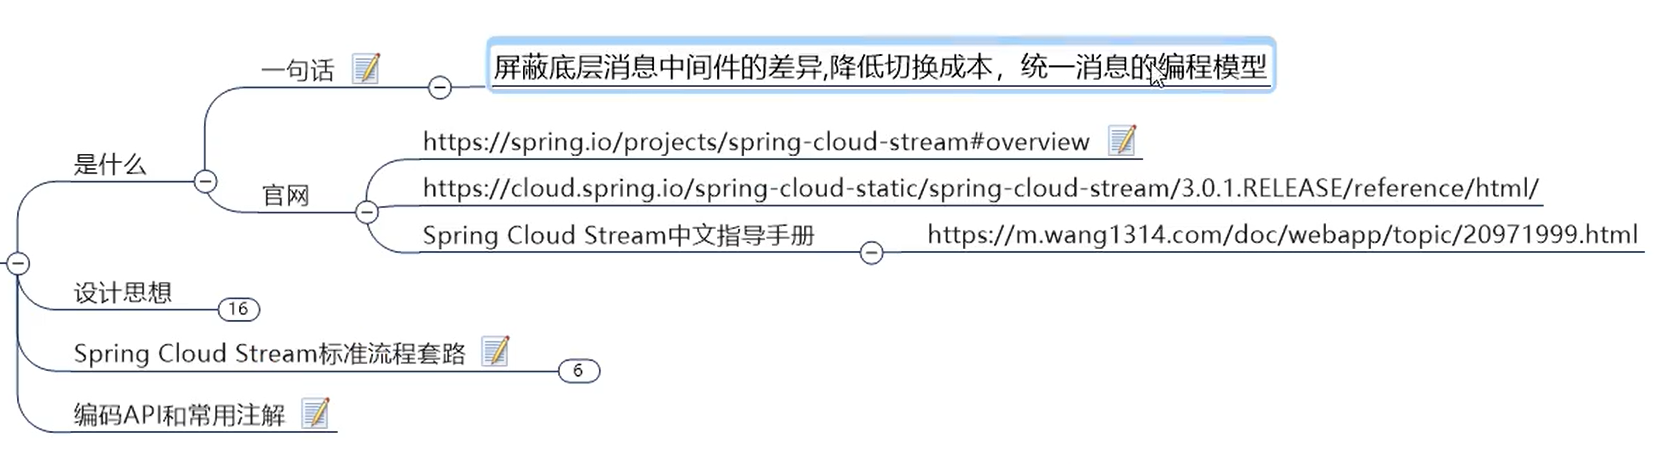 一句话
屏蔽底层消息中间件的差异,降低切换成本，统一消息的编程模型
是什么
官网
https://spring.io/projects/spring-cloud-stream#overview
https://cloud.spring.io/spring-cloud-static/spring-cloud-stream/3.0.1.RELEASE/reference/html/
Spring Cloud Stream中文指导手册
https://m.wang1314.com/doc/webapp/topic/20971999.html
设计思想
16
Spring Cloud Stream标准流程套路
6
编码API和常用注解